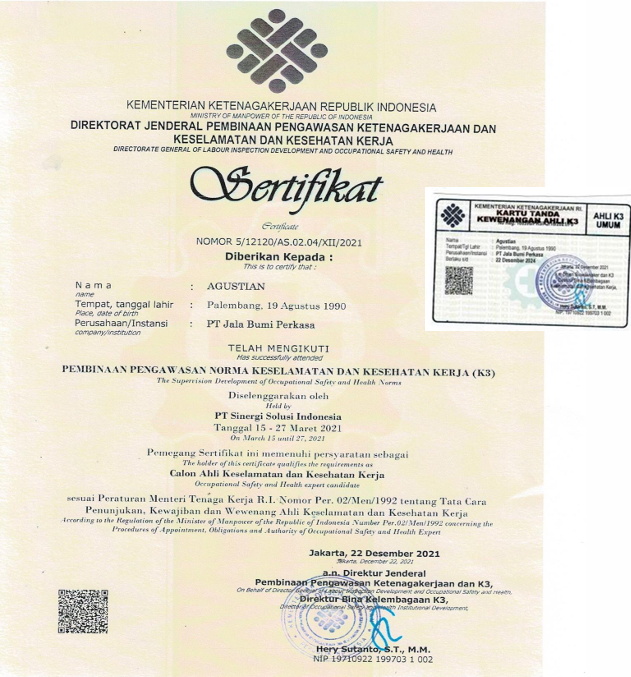 KEMENTERIAN KETENAGAKERJAAN REPUBLIK INDONESIA
MINISTRY OF MANPOWER OF THE REPUBLIC OF INDONESIA
DIREKTORAT JENDERAL PEMBINAAN PENGAWASAN KETENAGAKERJAAN DAN
KESELAMATAN DAN KESEHATAN KERJA
DIRECTORATE GENERAL OF LABOUR INSPECTION DEVELOPMENT AND OCCUPATIONAL SAFETY AND HEALTH
Sertifikat
Certificate
NOMOR 5/12120/AS.02.04/XII/2021
Diberikan Kepada :
This is to certify :
Nama : AGUSTIAN
name
Tempat, tanggal lahir : Palembang, 19 Agustus 1990
Place, date of birth
Perusahaan/Instansi : PT Jala Bumi Perkasa
company/institution
TELAH MENGIKUTI
Has successfully attended
PEMBINAAN PENGAWASAN NORMA KESELAMATAN DAN KESEHATAN KERJA (K3)
The Supervision Development of Occupational Safety and Health Norms
Diselenggarakan oleh
Held by
PT Sinergi Solusi Indonesia
Tanggal 15 - 27 Maret 2021
On March 15 until 27, 2021
Pemegang Sertifikat ini memenuhi persyaratan sebagai
The holder of this certificate qualifies the requirements as
Calon Ahli Keselamatan dan Kesehatan Kerja
Occupational Safety and Health expert candidate
sesuai Peraturan Menteri Tenaga Kerja R.I. Nomor Per. 02/Men/1992 tentang Tata Cara
Penunjukan, Kewajiban dan Wewenang Ahli Keselamatan dan Kesehatan Kerja
According to the Regulation of the Minister of Manpower of the Republic of Indonesia Number Per.02/Men/1992 concerning the
Procedures of Appointment, Obligations and Authority of Occupational Safety and Health Expert
Jakarta, 22 Desember 2021
Jakarta, December 22, 2021
a.n. Direktur Jenderal
Pembinaan Pengawasan Ketenagakerjaan dan K3,
On Behalf of Director General of Labour Inspection Development and Occupational Safety and Health,
Direktur Bina Kelembagaan K3,
Director of Occupational Safety and Health Institutional Development,
Hery Sutanto, S.T., M.M.
NIP 19710922 199703 1 002
KEMENTERIAN KETENAGAKERJAAN RI.
KARTU TANDA
KEWENANGAN AHLI K3
AHLI K3
UMUM
Nama : Agustian
Tempat/Tgl Lahir : Palembang, 19 Agustus 1990
Perusahaan/Instansi : PT Jala Bumi Perkasa
Berlaku s/d : 22 Desember 2024
Jakarta, 22 Desember 2021
Hery Sutanto, S.T, M.M
NIP. 19710922 199703 1 002